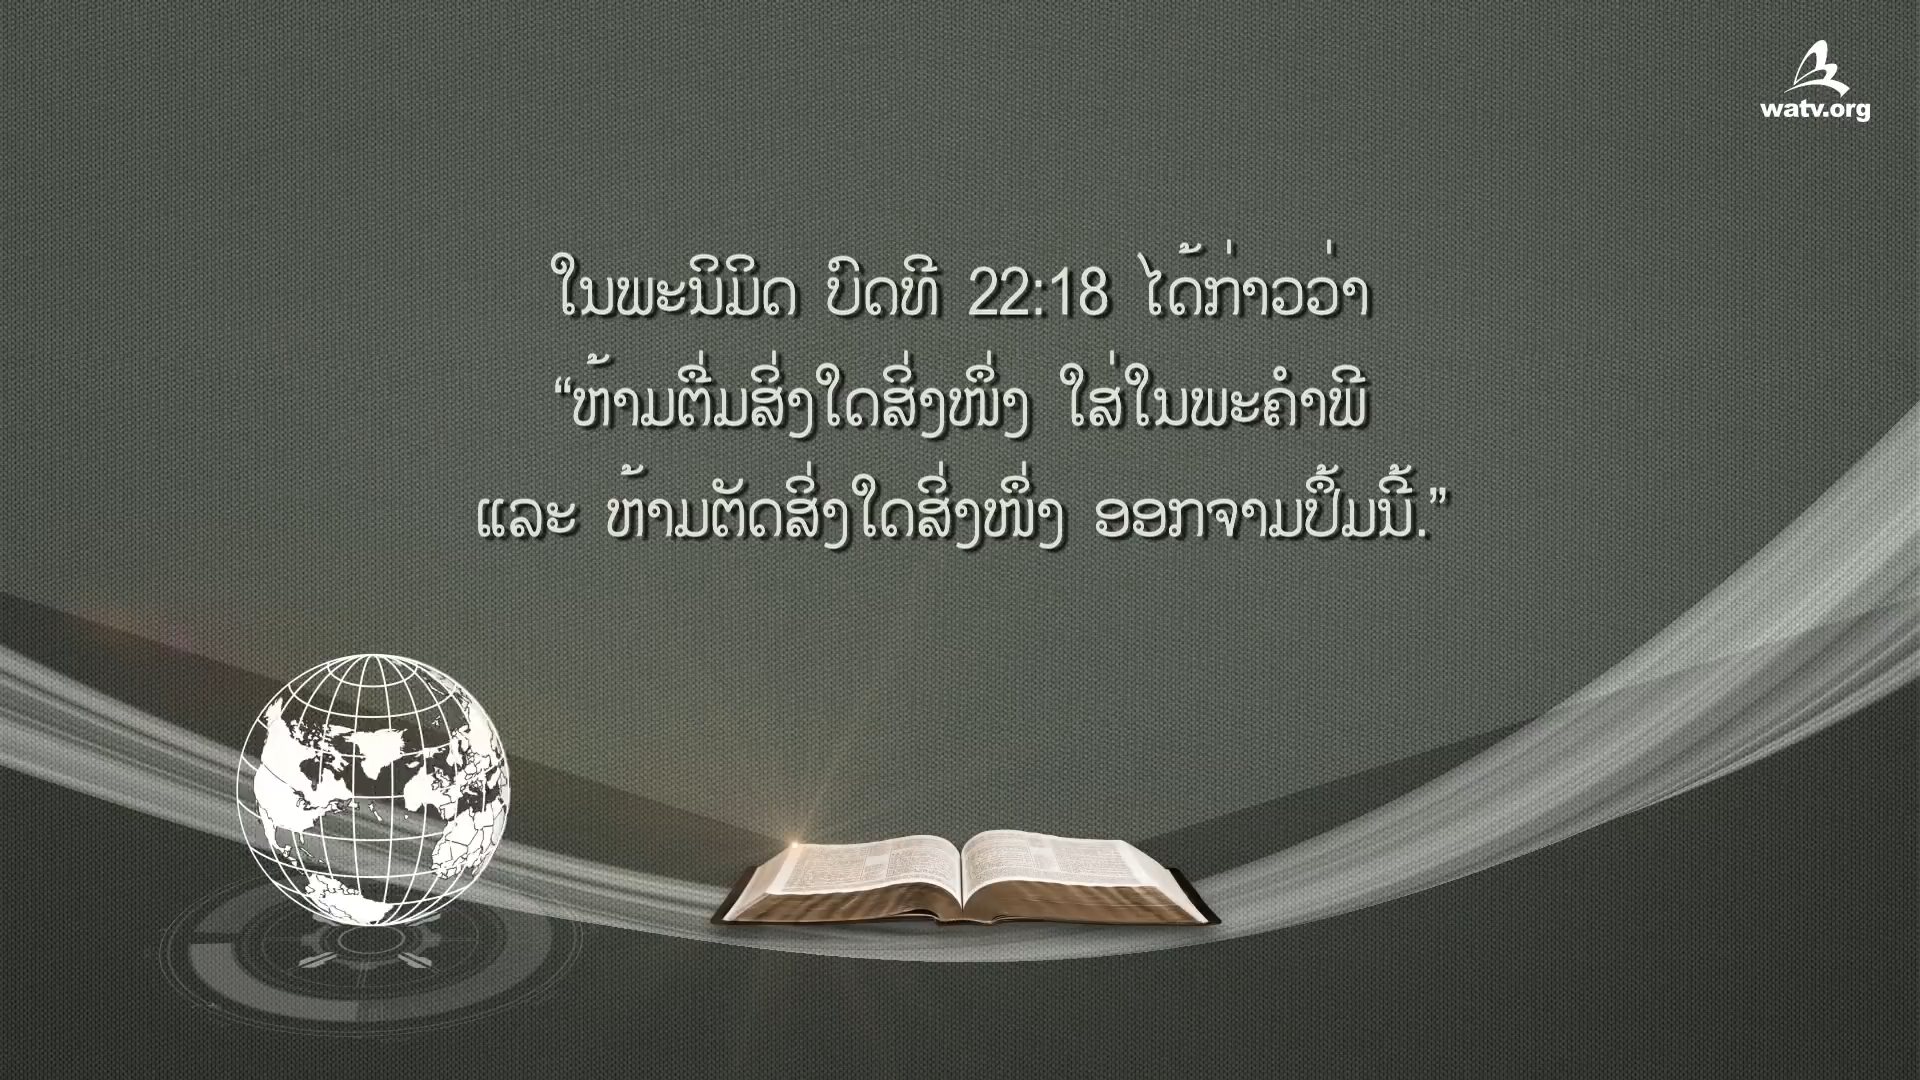 watv.org
ໃນພະນິມິດ ບົດທີ 22:18 ໄດ້ກ່າວວ່າ
“ຫ້າມຕື່ມສິ່ງໃດສິ່ງໜຶ່ງ ໃສ່ໃນພະຄໍາພີ
ແລະ ຫ້າມຕັດສິ່ງໃດສິ່ງໜຶ່ງ ອອກຈາມປຶ້ມນີ້.”